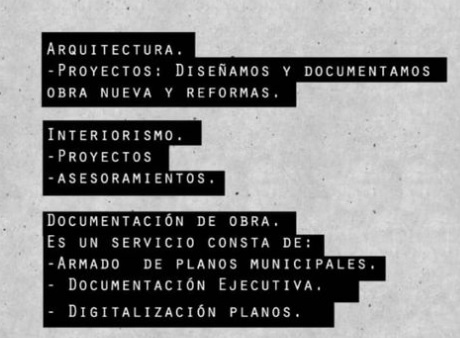 Arquitectura.
-Proyectos: Diseñamos y documentamos
obra nueva y reformas.
Interiorismo.
-Proyectos
-asesoramientos.
Documentación de obra.
Es un servicio consta de:
-Armado  de planos municipales.
- Documentación Ejecutiva.
- Digitalización planos.